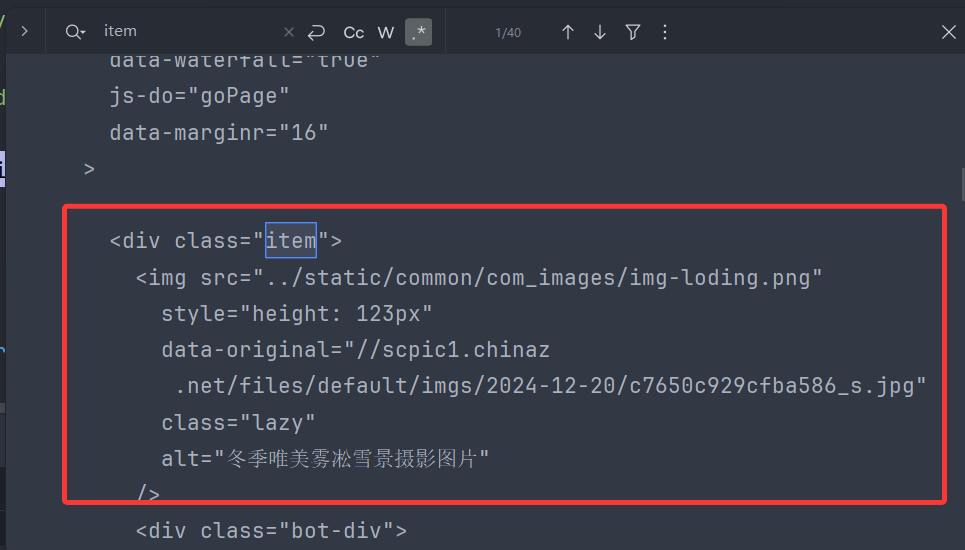 item
Cc
W
.*
1/40
data-waterfall="true"
js-do="goPage"
data-marginr="16"
>
<div class="item">
<img src="../static/common/com_images/img-loding.png"
style="height: 123px"
data-original="//scpic1.chinaz
.net/files/default/imgs/2024-12-20/c7650c929cfba586_s.jpg"
class="lazy"
alt="冬季唯美雾凇雪景摄影图片"
/>
<div class="bot-div">